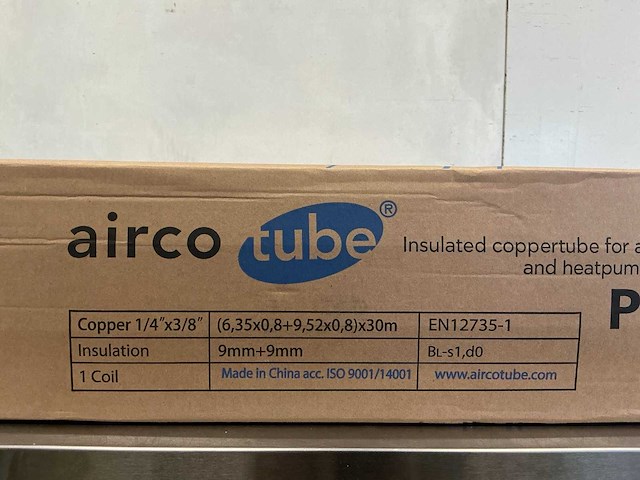 airco tube®
Insulated coppertube for
and heatpum
P
Copper 1/4"x3/8" (6,35x0,8+9,52x0,8)x30m EN12735-1
Insulation 9mm+9mm BL-s1,d0
1 Coil Made in China acc. ISO 9001/14001 www.aircotube.com